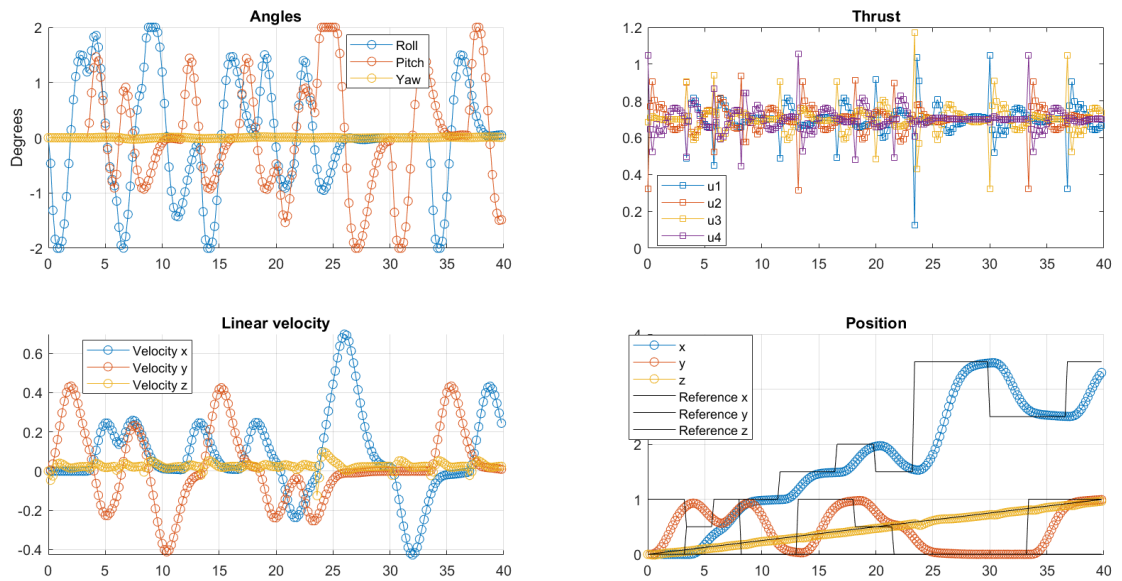 Angles
2
1
0
-1
-2
Degrees
Roll
Pitch
Yaw
0 5 10 15 20 25 30 35 40
Thrust
1.2
1
0.8
0.6
0.4
0.2
0
u1
u2
u3
u4
0 5 10 15 20 25 30 35 40
Linear velocity
0.6
0.4
0.2
0
-0.2
-0.4
Velocity x
Velocity y
Velocity z
0 5 10 15 20 25 30 35 40
Position
4
2
1
0
x
y
z
Reference x
Reference y
Reference z
0 5 10 15 20 25 30 35 40